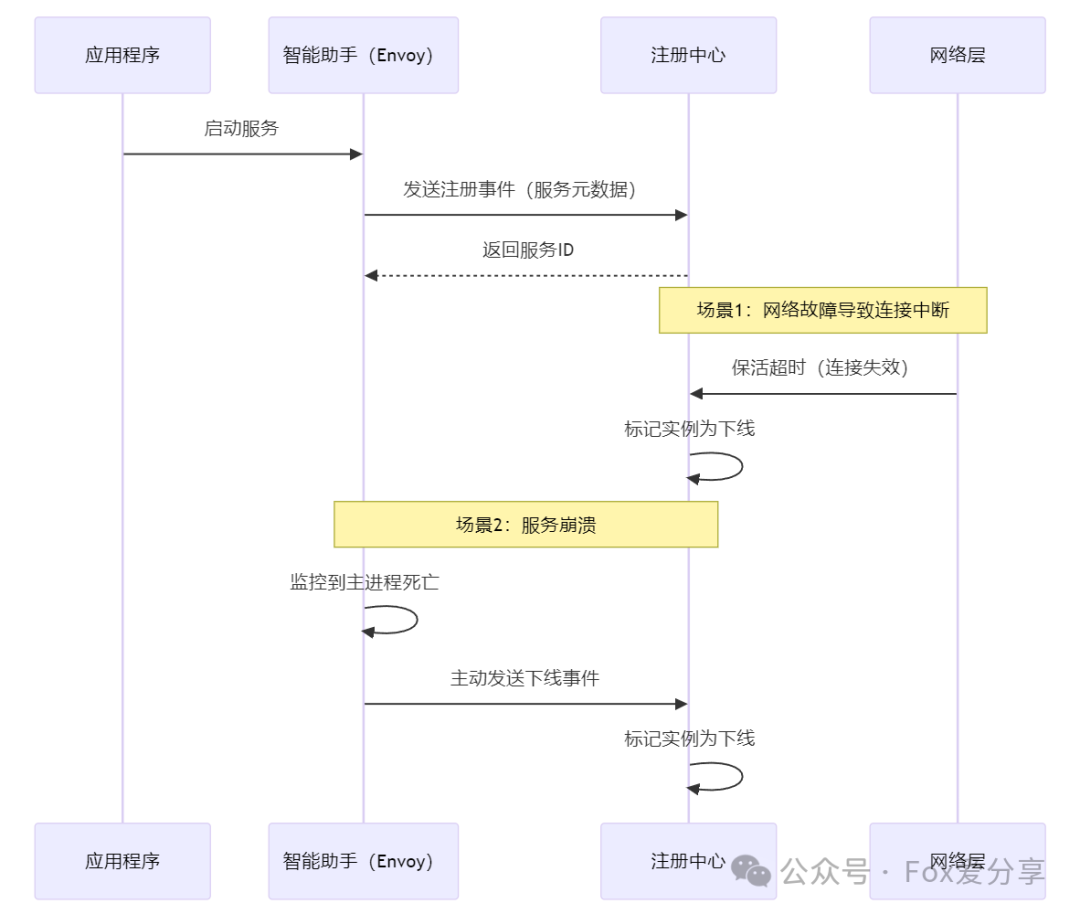 应用程序
智能助手（Envoy）
注册中心
网络层
启动服务
发送注册事件（服务元数据）
返回服务ID
场景1：网络故障导致连接中断
保活超时（连接失效）
标记实例为下线
场景2：服务崩溃
监控到主进程死亡
主动发送下线事件
标记实例为下线
应用程序
智能助手（Envoy）
注册中心
网络层
公众号 · Fox爱分享